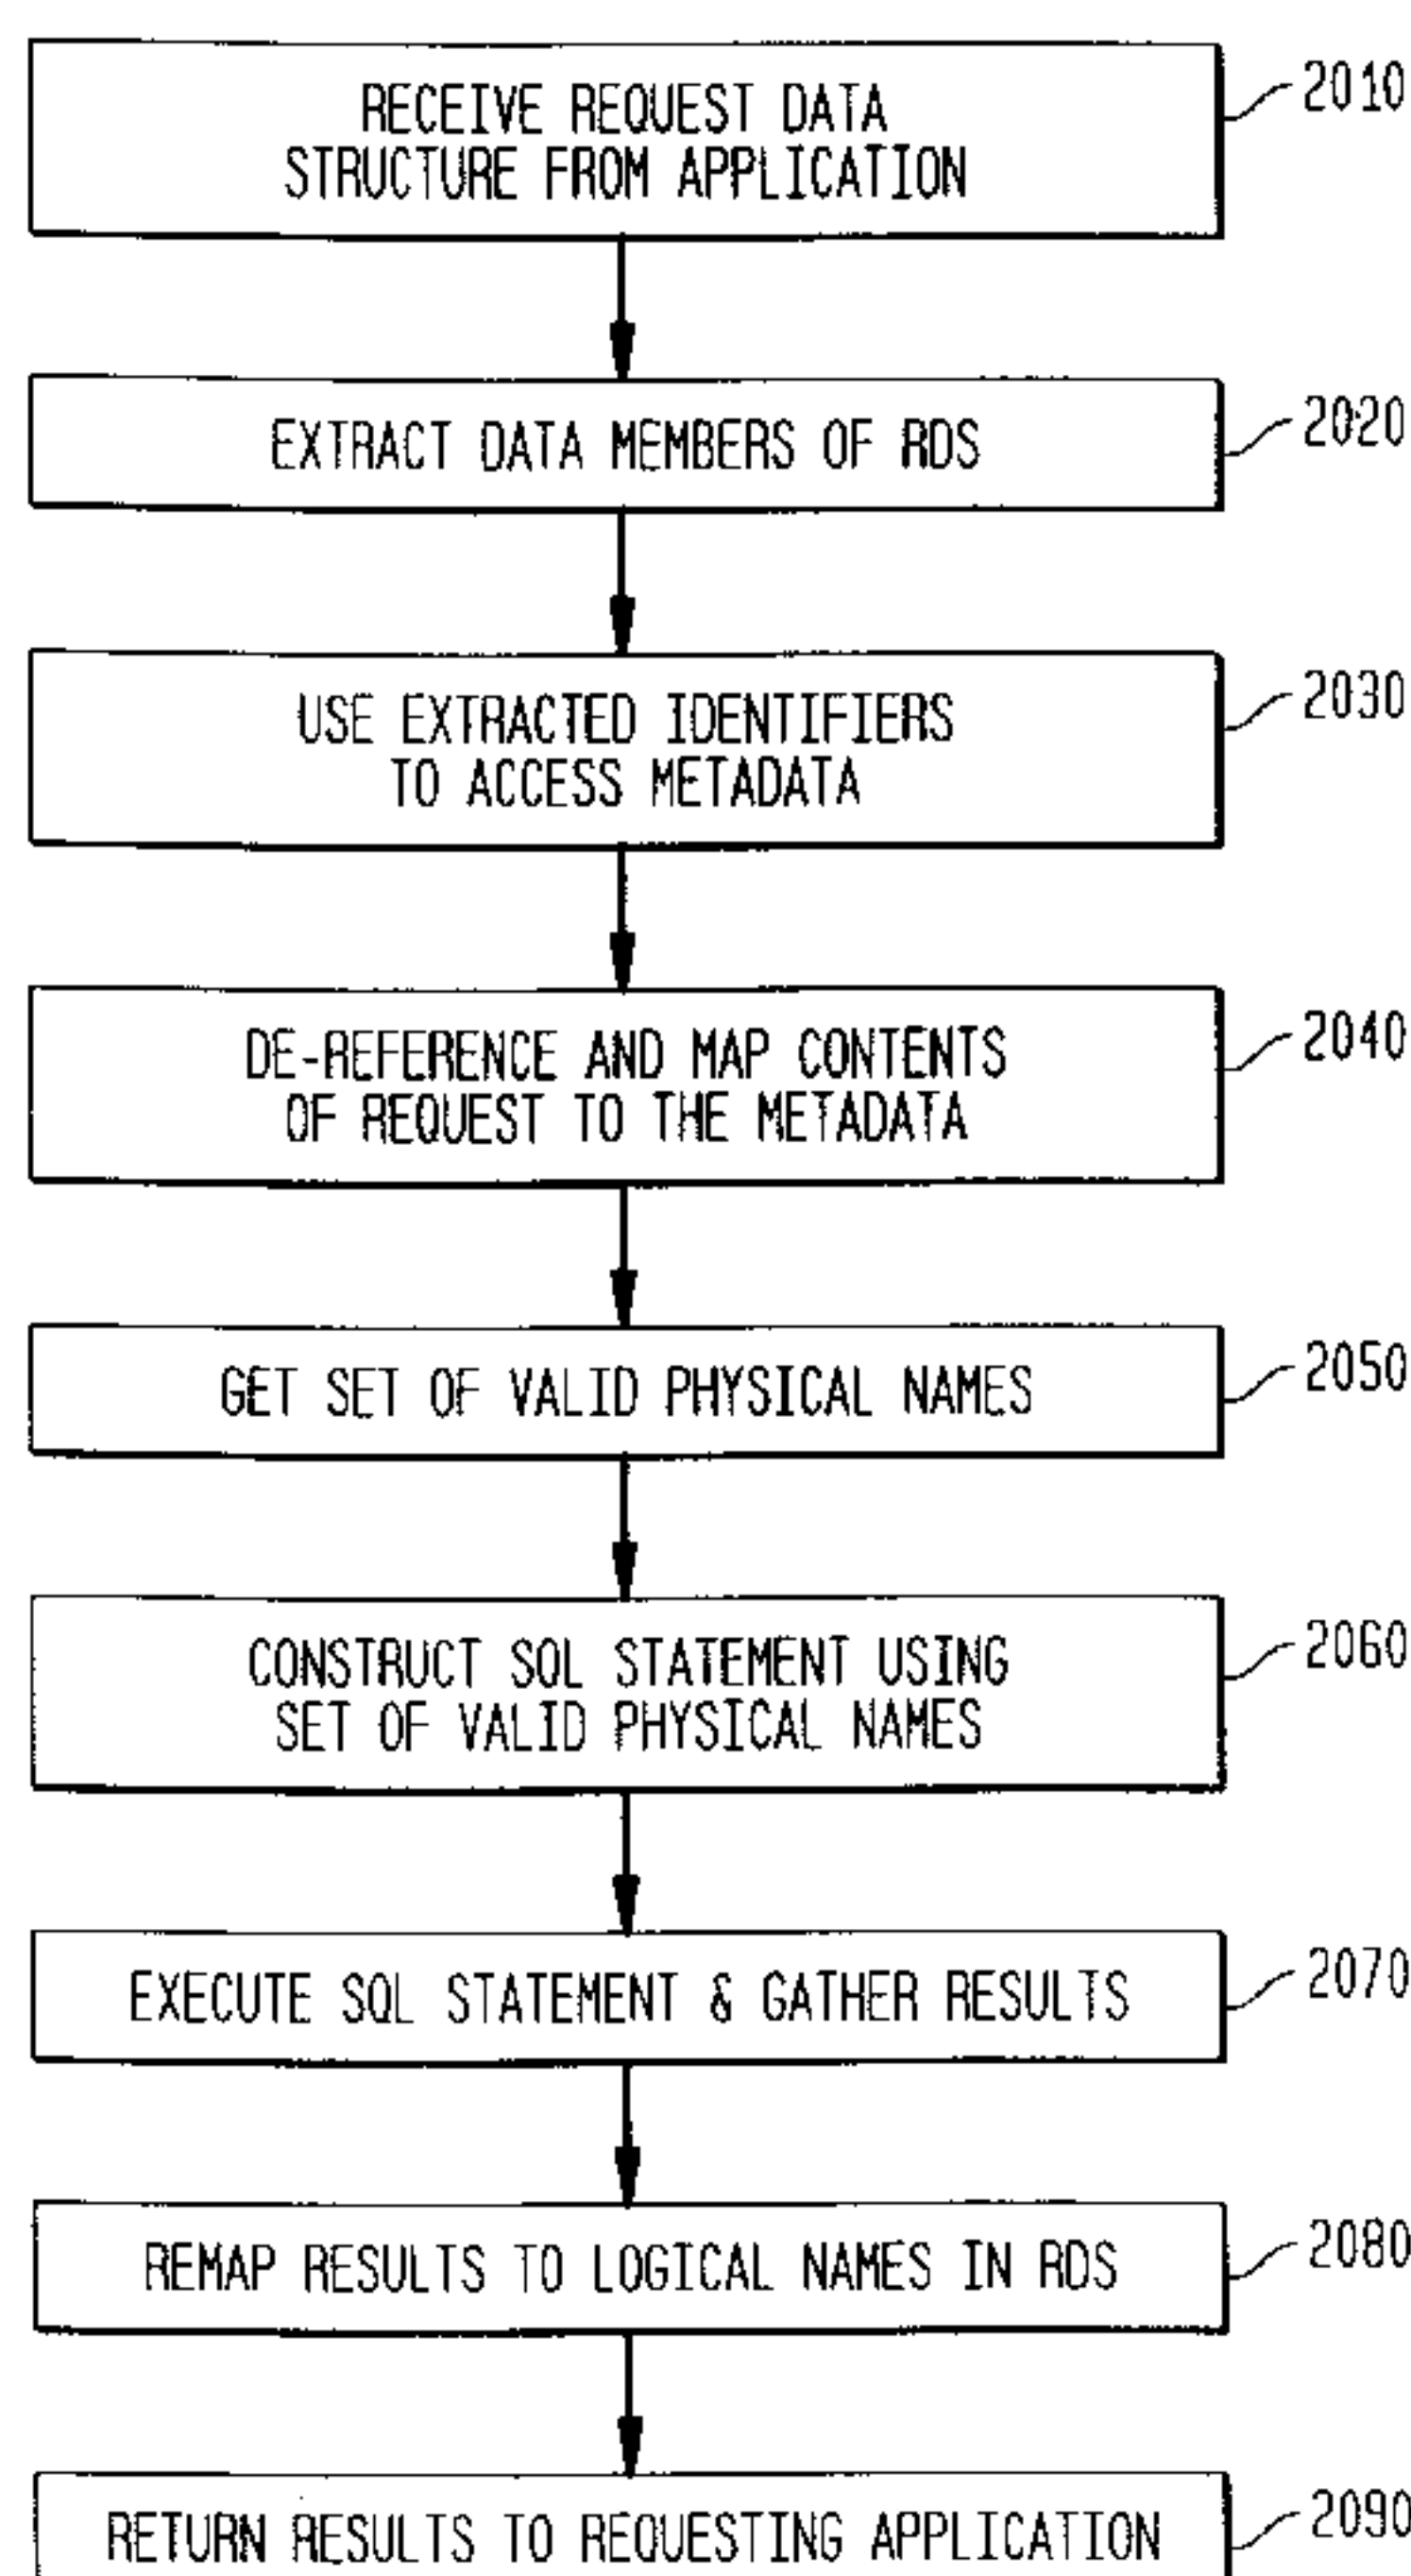 RECEIVE REQUEST DATA
STRUCTURE FROM APPLICATION
2010
EXTRACT DATA MEMBERS OF RDS
2020
USE EXTRACTED IDENTIFIERS
TO ACCESS METADATA
2030
DE-REFERENCE AND MAP CONTENTS
OF REQUEST TO THE METADATA
2040
GET SET OF VALID PHYSICAL NAMES
2050
CONSTRUCT SQL STATEMENT USING
SET OF VALID PHYSICAL NAMES
2060
EXECUTE SQL STATEMENT & GATHER RESULTS
2070
REMAP RESULTS TO LOGICAL NAMES IN RDS
2080
RETURN RESULTS TO REQUESTING APPLICATION
2090